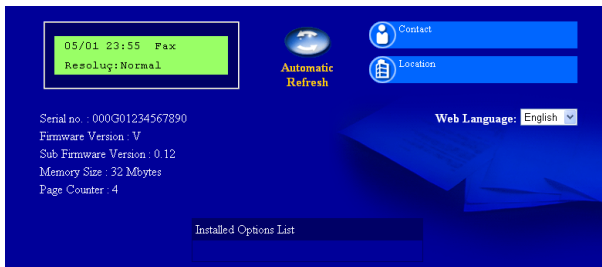 05/01 23:55 Fax
Resoluç:Normal
Automatic
Refresh
Contact
Location
Serial no. : 000G01234567890
Firmware Version : V
Sub Firmware Version : 0.12
Memory Size : 32 Mbytes
Page Counter : 4
Web Language: English
Installed Options List